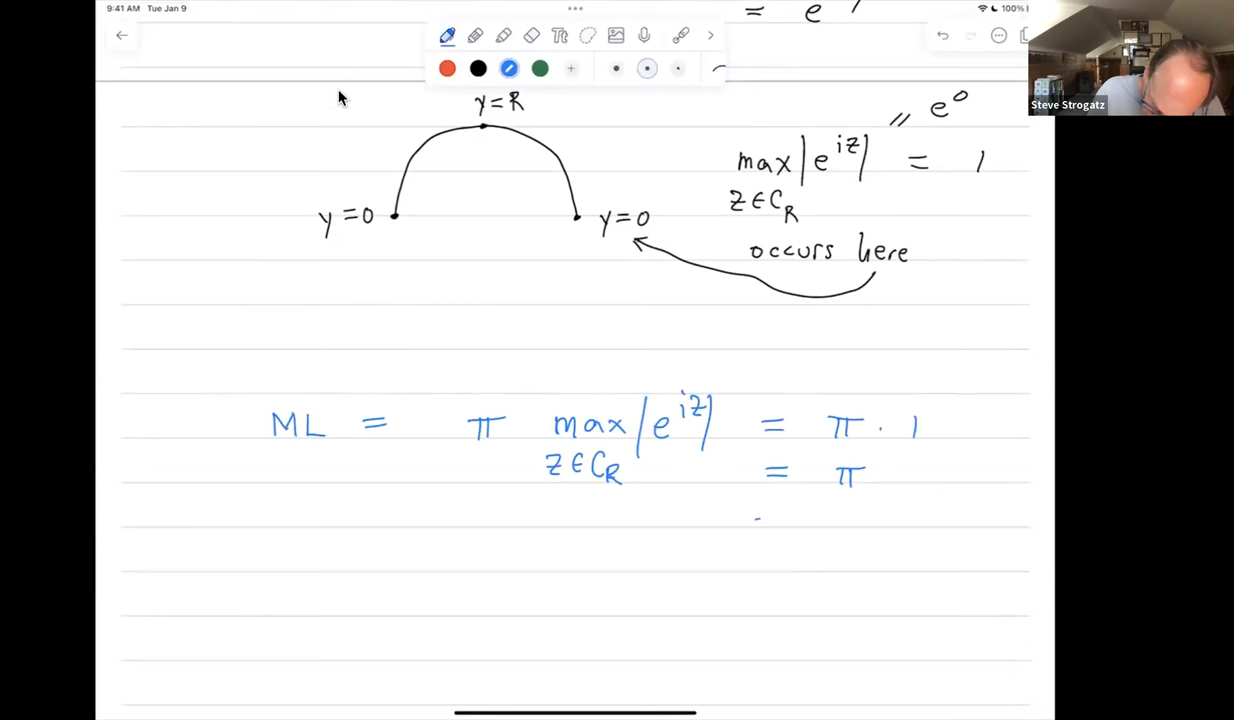 9:41 AM Tue Jan 9
100%
= e
Steve Strogatz
y = R
= e^0
max |e^{iz}| = 1
z ∈ C_R
y = 0
y = 0
occurs here
ML = π max |e^{iz}| = π · 1
z ∈ C_R
= π